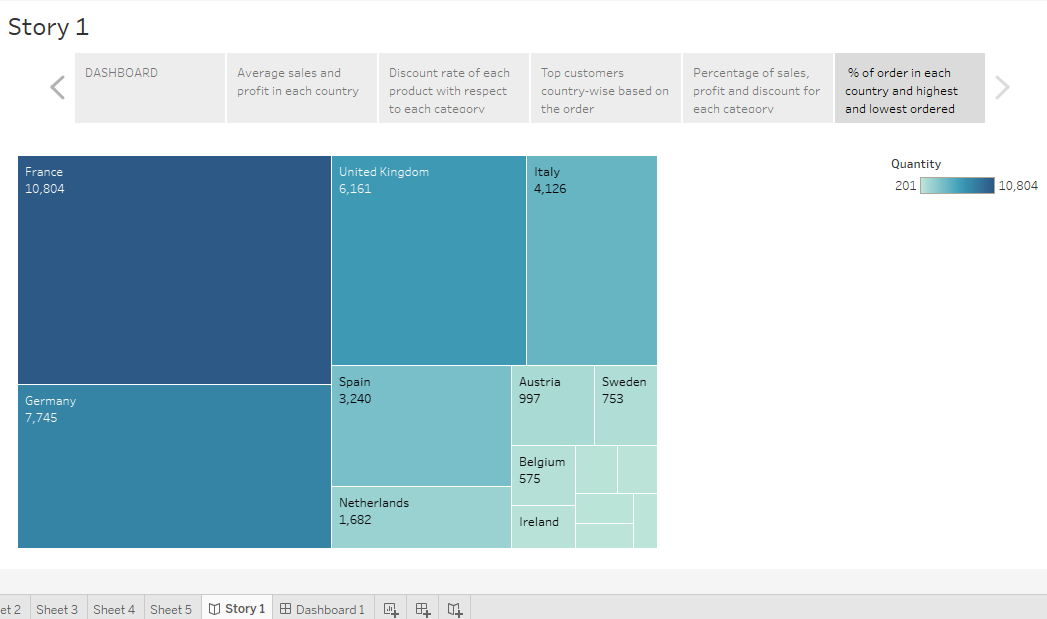 Story 1
DASHBOARD
Average sales and
profit in each country
Discount rate of each
product with respect
to each category
Top customers
country-wise based on
the order
Percentage of sales,
profit and discount for
each category
% of order in each
country and highest
and lowest ordered
France
10,804
United Kingdom
6,161
Italy
4,126
Quantity
201
10,804
Germany
7,745
Spain
3,240
Austria
997
Sweden
753
Belgium
575
Netherlands
1,682
Ireland
et 2
Sheet 3
Sheet 4
Sheet 5
Story 1
Dashboard 1